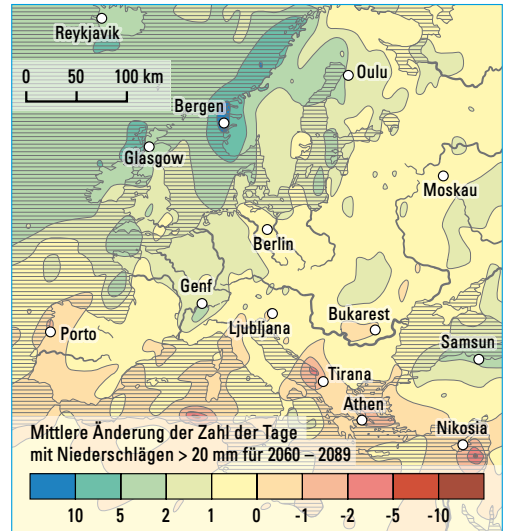 Reykjavik
0 50 100 km
Oulu
Bergen
Glasgow
Moskau
Berlin
Genf
Ljubljana
Bukarest
Porto
Samsun
Tirana
Athen
Nikosia
Mittlere Änderung der Zahl der Tage
mit Niederschlägen > 20 mm für 2060 – 2089
10 5 2 1 0 -1 -2 -5 -10